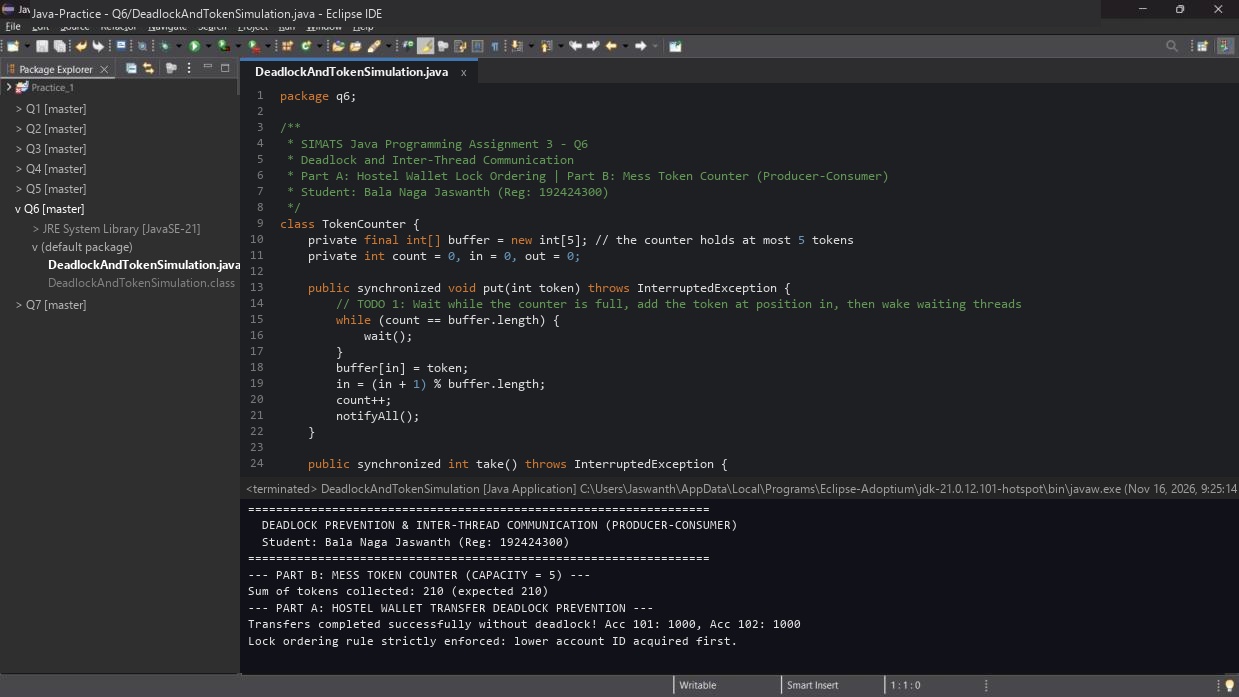 Jav Java-Practice - Q6/DeadlockAndTokenSimulation.java - Eclipse IDE
File Edit Source Refactor Navigate Search Project Run Window Help
Package Explorer
Practice_1
> Q1 [master]
> Q2 [master]
> Q3 [master]
> Q4 [master]
> Q5 [master]
v Q6 [master]
> JRE System Library [JavaSE-21]
v (default package)
DeadlockAndTokenSimulation.java
DeadlockAndTokenSimulation.class
> Q7 [master]
DeadlockAndTokenSimulation.java x
1 package q6;
2
3 /**
4 * SIMATS Java Programming Assignment 3 - Q6
5 * Deadlock and Inter-Thread Communication
6 * Part A: Hostel Wallet Lock Ordering | Part B: Mess Token Counter (Producer-Consumer)
7 * Student: Bala Naga Jaswanth (Reg: 192424300)
8 */
9 class TokenCounter {
10 private final int[] buffer = new int[5]; // the counter holds at most 5 tokens
11 private int count = 0, in = 0, out = 0;
12
13 public synchronized void put(int token) throws InterruptedException {
14 // TODO 1: Wait while the counter is full, add the token at position in, then wake waiting threads
15 while (count == buffer.length) {
16 wait();
17 }
18 buffer[in] = token;
19 in = (in + 1) % buffer.length;
20 count++;
21 notifyAll();
22 }
23
24 public synchronized int take() throws InterruptedException {
<terminated> DeadlockAndTokenSimulation [Java Application] C:\Users\Jaswanth\AppData\Local\Programs\Eclipse-Adoptium\jdk-21.0.12.101-hotspot\bin\javaw.exe (Nov 16, 2026, 9:25:14
==================================================================
DEADLOCK PREVENTION & INTER-THREAD COMMUNICATION (PRODUCER-CONSUMER)
Student: Bala Naga Jaswanth (Reg: 192424300)
==================================================================
--- PART B: MESS TOKEN COUNTER (CAPACITY = 5) ---
Sum of tokens collected: 210 (expected 210)
--- PART A: HOSTEL WALLET TRANSFER DEADLOCK PREVENTION ---
Transfers completed successfully without deadlock! Acc 101: 1000, Acc 102: 1000
Lock ordering rule strictly enforced: lower account ID acquired first.
Writable
Smart Insert
1 : 1 : 0